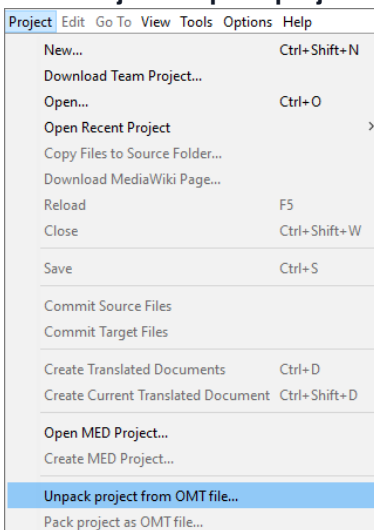 Project Edit Go To View Tools Options Help
New... Ctrl+Shift+N
Download Team Project...
Open... Ctrl+O
Open Recent Project >
Copy Files to Source Folder...
Download MediaWiki Page...
Reload F5
Close Ctrl+Shift+W
Save Ctrl+S
Commit Source Files
Commit Target Files
Create Translated Documents Ctrl+D
Create Current Translated Document Ctrl+Shift+D
Open MED Project...
Create MED Project...
Unpack project from OMT file...
Pack project as OMT file...